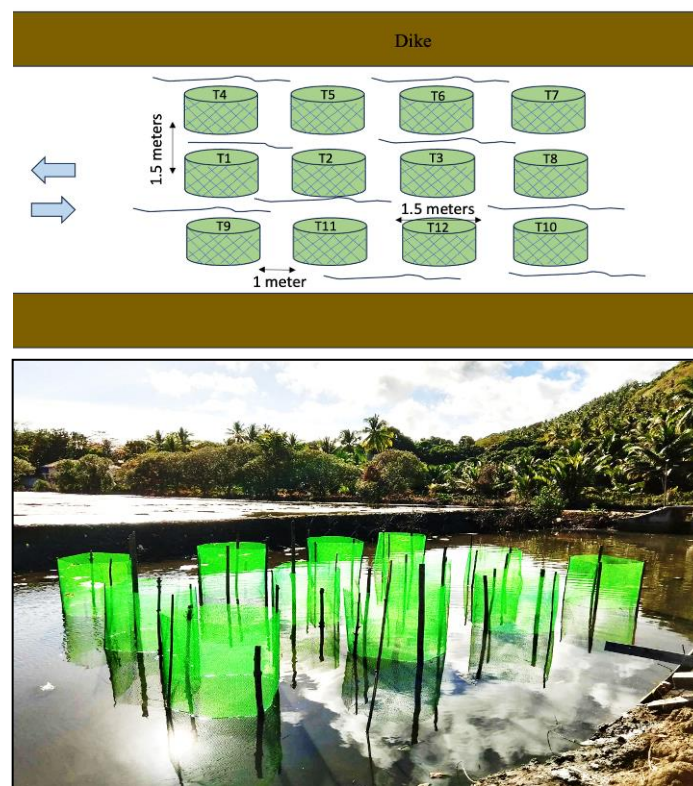 Dike
T4 T5 T6 T7
1.5 meters
T1 T2 T3 T8
1.5 meters
T9 T11 T12 T10
1 meter